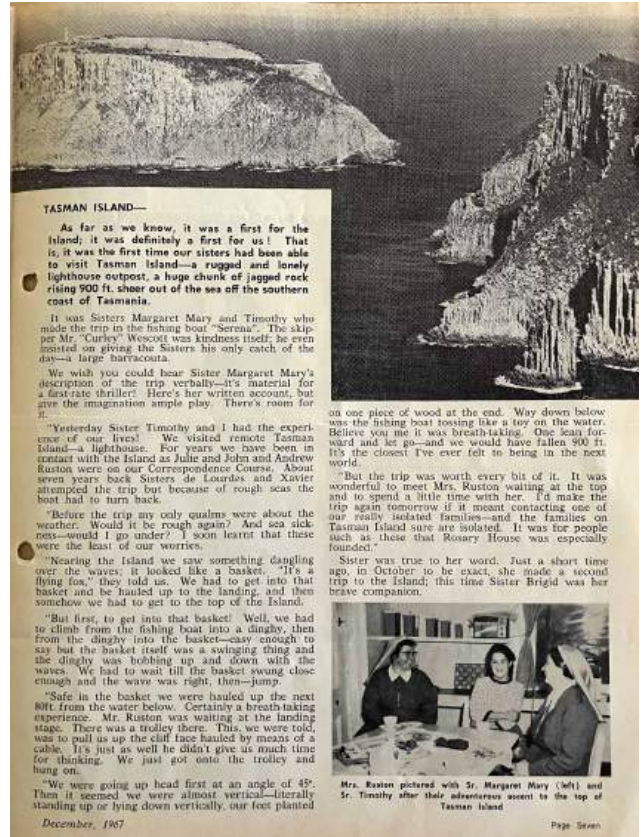 TASMAN ISLAND—
As far as we know, it was a first for the
Island; it was definitely a first for us! That
is, it was the first time our sisters had been able
to visit Tasman Island—a rugged and lonely
lighthouse outpost, a huge chunk of jagged rock
rising 900 ft. sheer out of the sea off the southern
coast of Tasmania.
It was Sisters Margaret Mary and Timothy who
made the trip in the fishing boat "Serena". The skip-
per Mr. "Curley" Wescott was kindness itself; he even
insisted on giving the Sisters his only catch of the
day—a large barracouta.
We wish you could hear Sister Margaret Mary's
description of the trip verbally—it's material for
a first-rate thriller! Here's her written account, but
give the imagination ample play. There's room for
it.
"Yesterday Sister Timothy and I had the experi-
ence of our lives! We visited remote Tasman
Island—a lighthouse. For years we have been in
contact with the Island as Julie and John and Andrew
Ruston were on our Correspondence Course. About
seven years back Sisters de Lourdes and Xavier
attempted the trip but because of rough seas the
boat had to turn back.
"Before the trip my only qualms were about the
weather. Would it be rough again? And sea sick-
ness—would I go under? I soon learnt that these
were the least of our worries.
"Nearing the Island we saw something dangling
over the waves; it looked like a basket. "It's a
flying fox," they told us. We had to get into that
basket and be hauled up to the landing, and then
somehow we had to get to the top of the Island.
"But first, to get into that basket! Well, we had
to climb from the fishing boat into a dinghy, then
from the dinghy into the basket—easy enough to
say but the basket itself was a swinging thing and
the dinghy was bobbing up and down with the
waves. We had to wait till the basket swung close
enough and the wave was right, then—jump.
"Safe in the basket we were hauled up the next
80ft. from the water below. Certainly a breath-taking
experience. Mr. Ruston was waiting at the landing
stage. There was a trolley there. This, we were told,
was to pull us up the cliff face hauled by means of a
cable. It's just as well he didn't give us much time
for thinking. We just got onto the trolley and
hung on.
"We were going up head first at an angle of 45°.
Then it seemed we were almost vertical—literally
standing up or lying down vertically, our feet planted
on one piece of wood at the end. Way down below
was the fishing boat tossing like a toy on the water.
Believe you me it was breath-taking. One lean for-
ward and let go—and we would have fallen 900 ft.
It's the closest I've ever felt to being in the next
world.
"But the trip was worth every bit of it. It was
wonderful to meet Mrs. Ruston waiting at the top
and to spend a little time with her. I'd make the
trip again tomorrow if it meant contacting one of
our really isolated families—and the families on
Tasman Island sure are isolated. It was for people
such as these that Rosary House was especially
founded."
Sister was true to her word. Just a short time
ago, in October to be exact, she made a second
trip to the Island; this time Sister Brigid was her
brave companion.
Mrs. Ruston pictured with Sr. Margaret Mary (left) and
Sr. Timothy after their adventurous ascent to the top of
Tasman Island
December, 1967
Page Seven